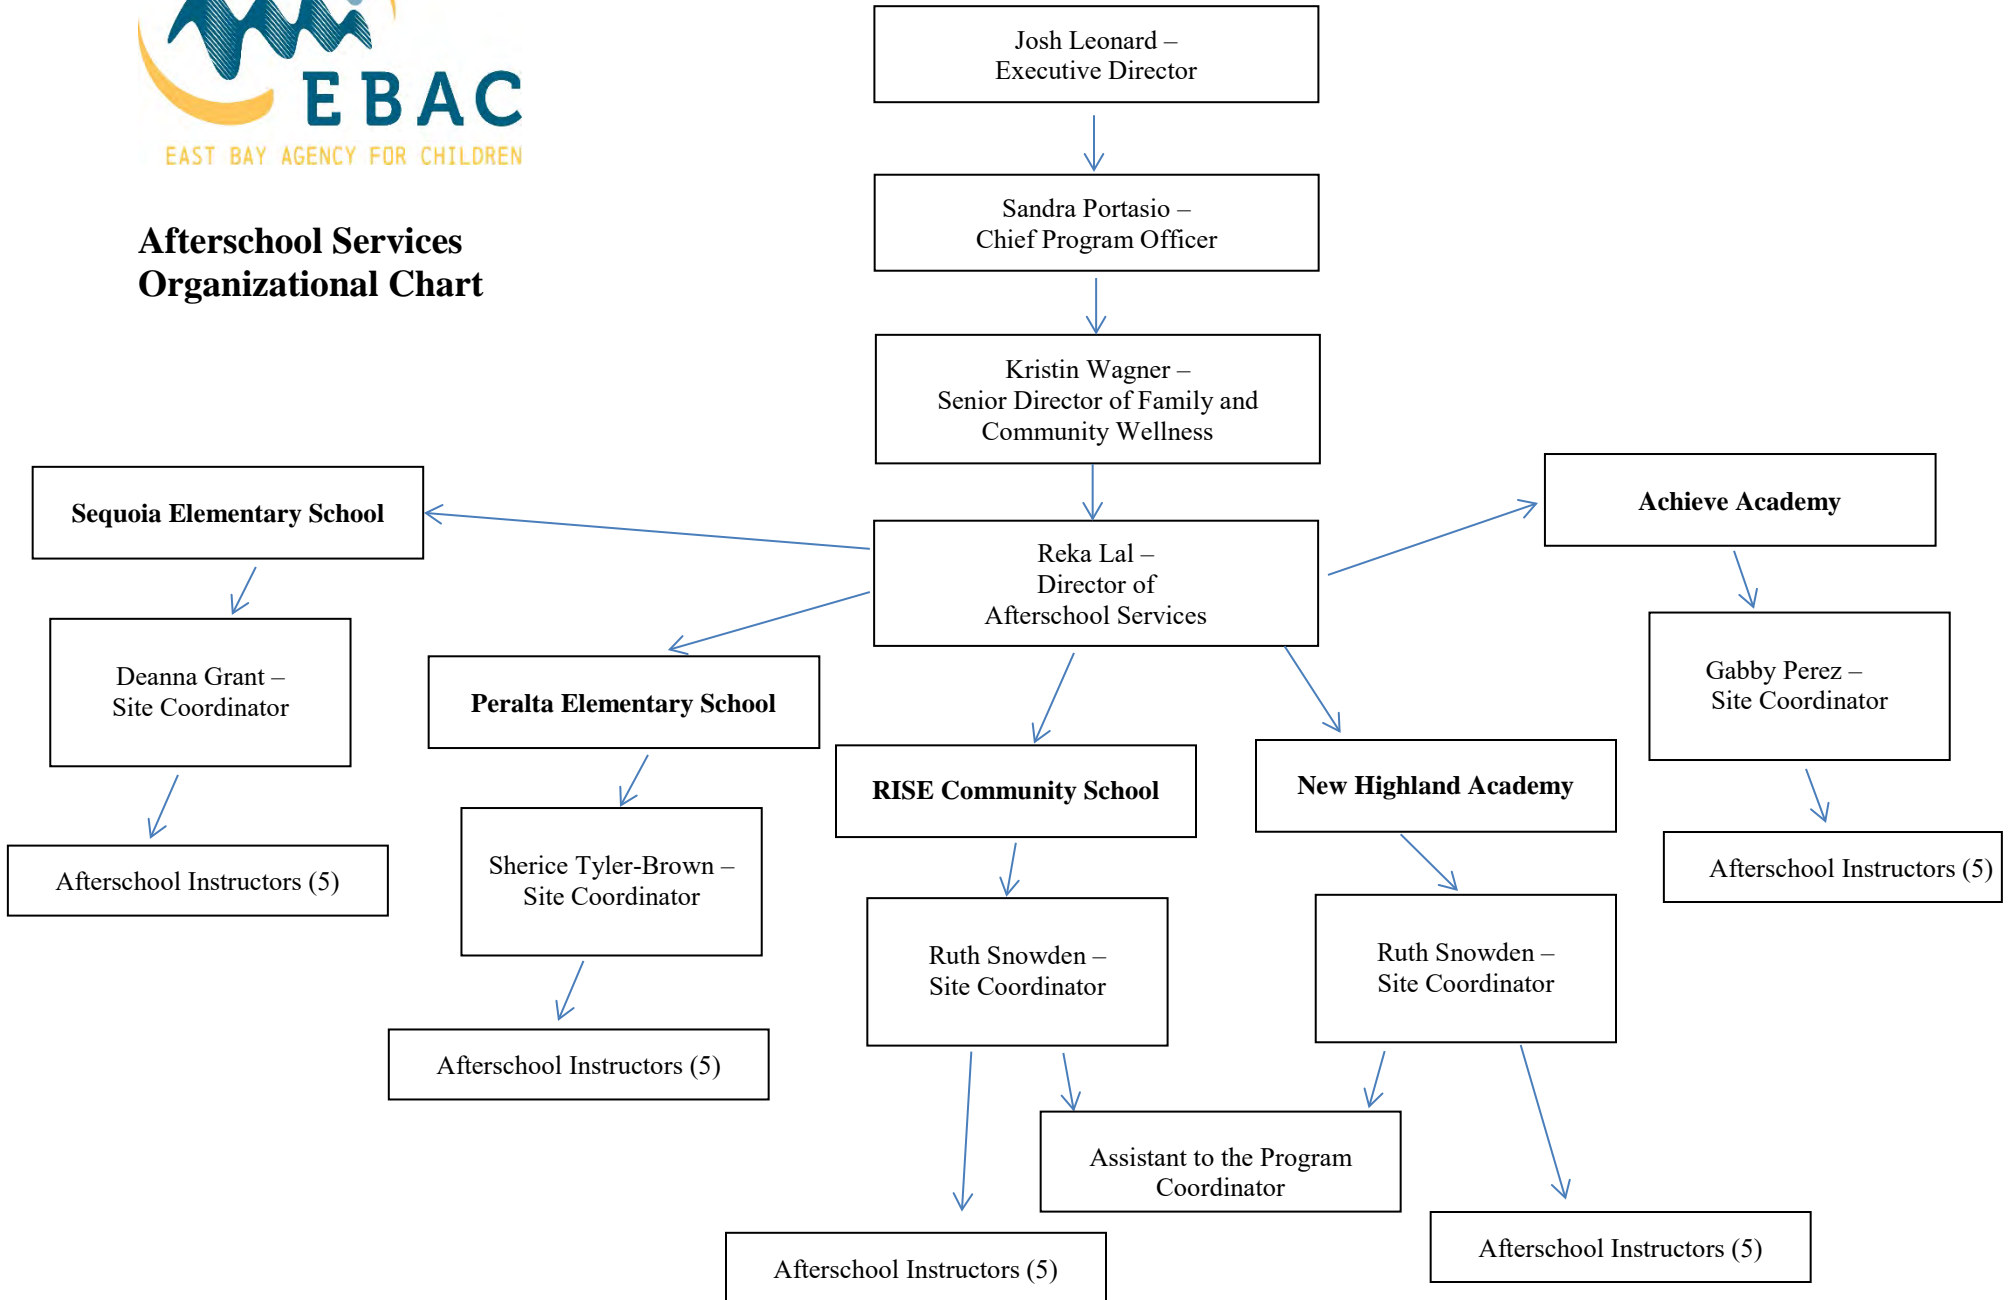 EBAC
EAST BAY AGENCY FOR CHILDREN
Afterschool Services
Organizational Chart
Josh Leonard –
Executive Director
Sandra Portasio –
Chief Program Officer
Kristin Wagner –
Senior Director of Family and
Community Wellness
Reka Lal –
Director of
Afterschool Services
Sequoia Elementary School
Deanna Grant –
Site Coordinator
Afterschool Instructors (5)
Peralta Elementary School
Sherice Tyler-Brown –
Site Coordinator
Afterschool Instructors (5)
RISE Community School
Ruth Snowden –
Site Coordinator
Afterschool Instructors (5)
Assistant to the Program
Coordinator
New Highland Academy
Ruth Snowden –
Site Coordinator
Afterschool Instructors (5)
Achieve Academy
Gabby Perez –
Site Coordinator
Afterschool Instructors (5)